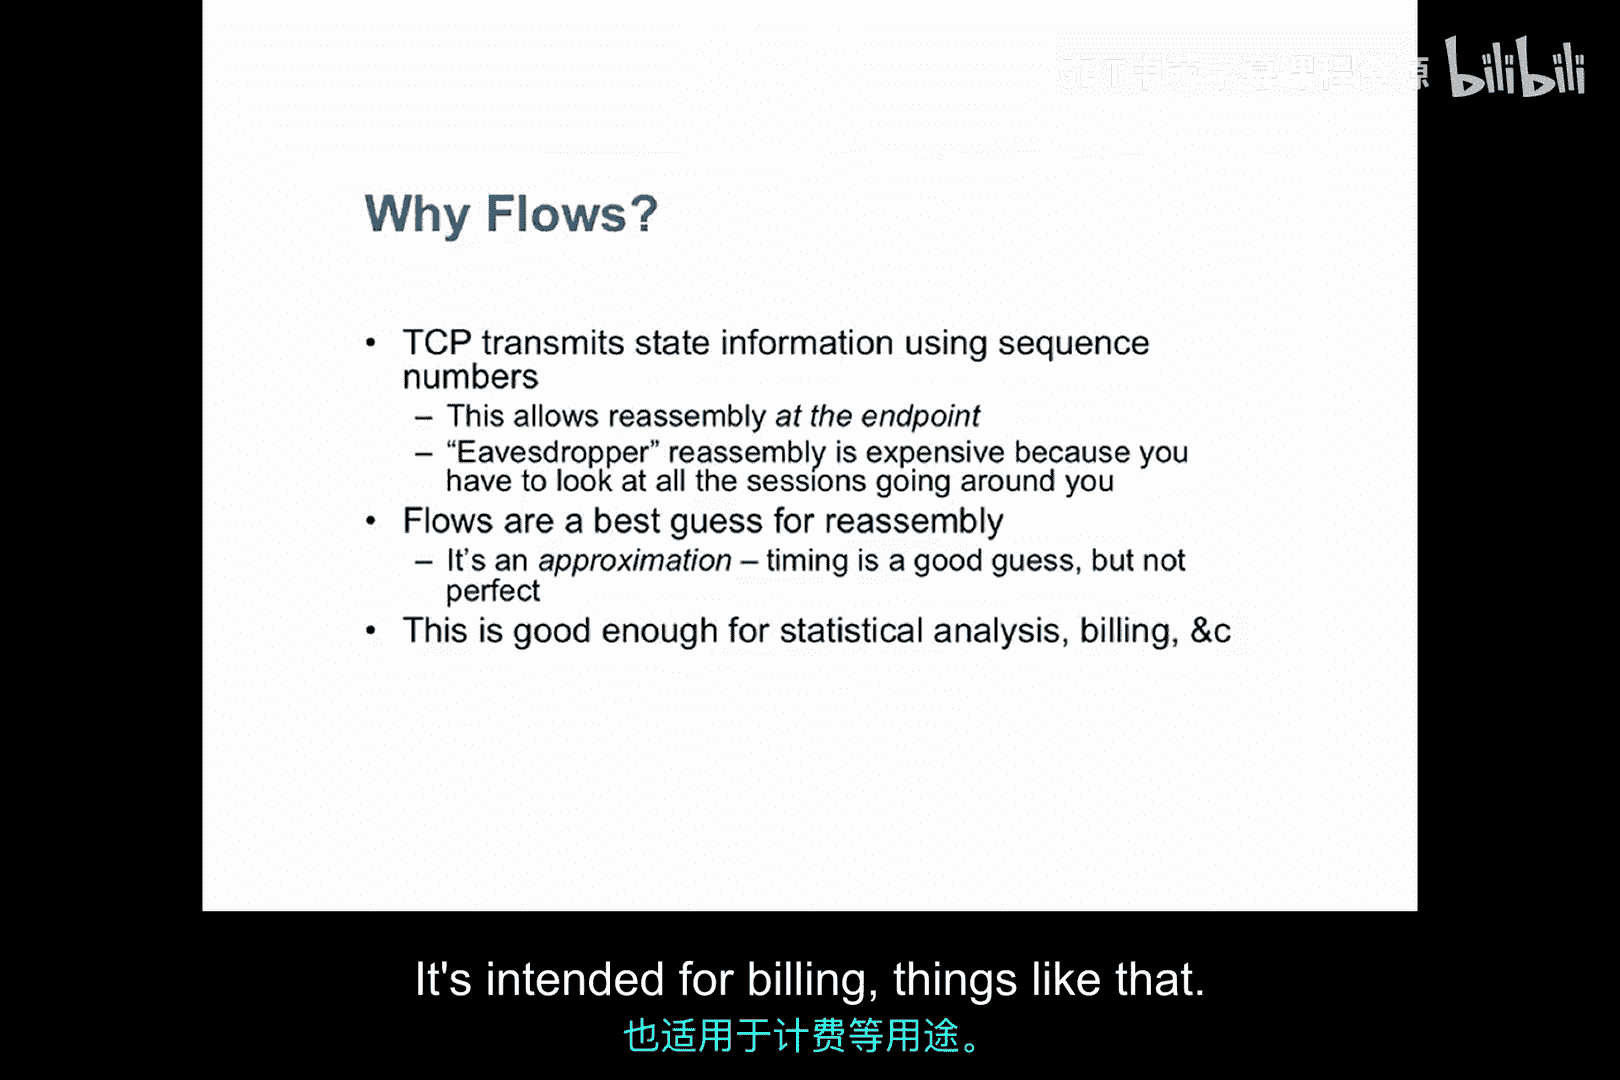 bilibili
Why Flows?
• TCP transmits state information using sequence
numbers
– This allows reassembly at the endpoint
– “Eavesdropper” reassembly is expensive because you
have to look at all the sessions going around you
• Flows are a best guess for reassembly
– It’s an approximation – timing is a good guess, but not
perfect
• This is good enough for statistical analysis, billing, &c
It's intended for billing, things like that.
也适用于计费等用途。